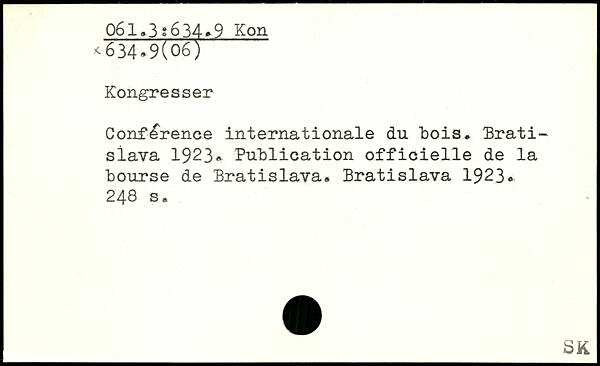 061.3:634.9 Kon
×634.9(06)
Kongresser
Conférence internationale du bois. Brati-
slava 1923. Publication officielle de la
bourse de Bratislava. Bratislava 1923.
248 s.
SK